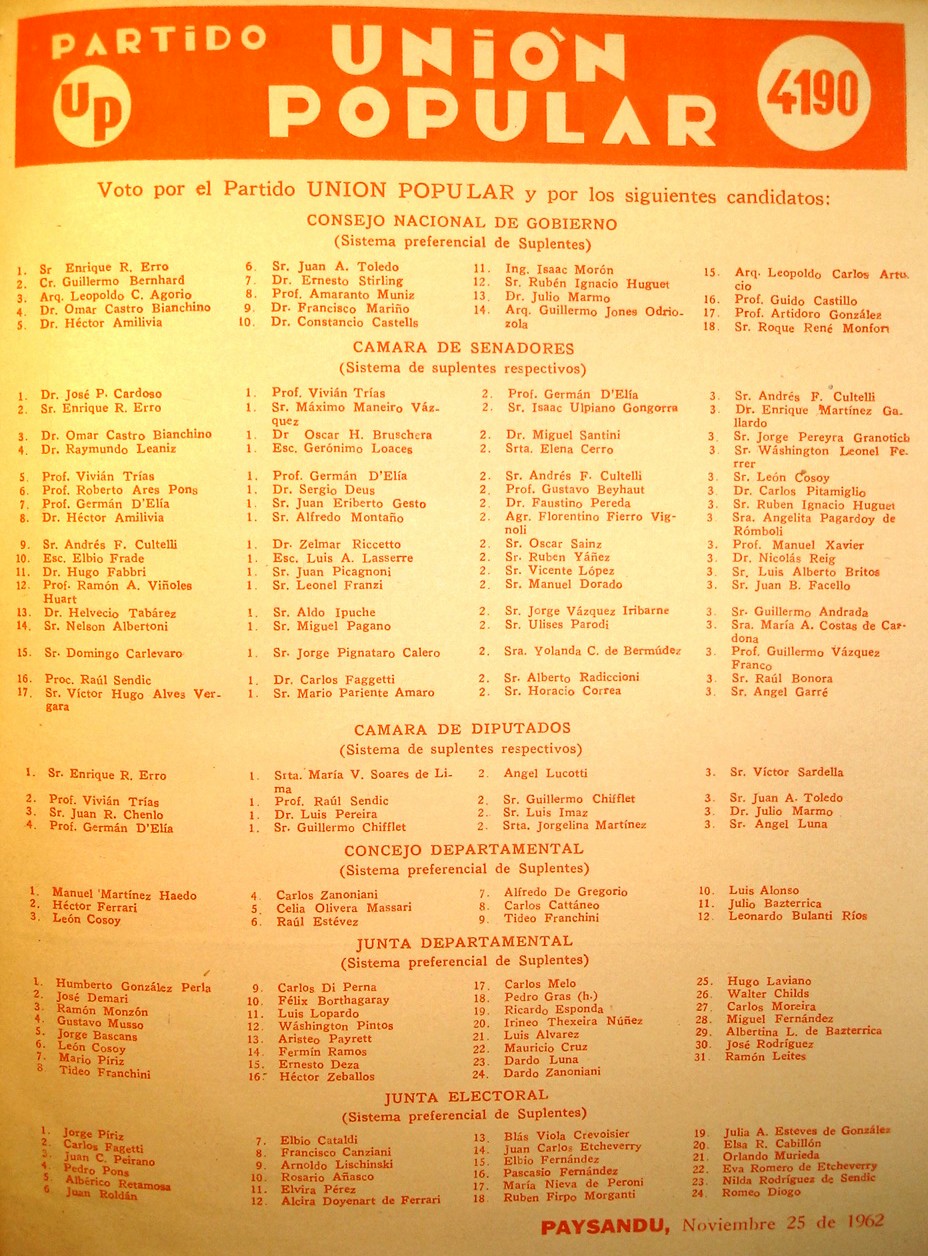 PARTIDO
UNIÓN
POPULAR
UP
4190
Voto por el Partido UNION POPULAR y por los siguientes candidatos:
CONSEJO NACIONAL DE GOBIERNO
(Sistema preferencial de Suplentes)
1. Sr Enrique R. Erro
2. Cr. Guillermo Bernhard
3. Arq. Leopoldo C. Agorio
4. Dr. Omar Castro Bianchino
5. Dr. Héctor Amilivia
6. Sr. Juan A. Toledo
7. Dr. Ernesto Stirling
8. Prof. Amaranto Muniz
9. Dr. Francisco Mariño
10. Dr. Constancio Castells
11. Ing. Isaac Morón
12. Sr. Rubén Ignacio Huguet
13. Dr. Julio Marmo
14. Arq. Guillermo Jones Odrio-
zola
15. Arq. Leopoldo Carlos Artu-
cio
16. Prof. Guido Castillo
17. Prof. Artidoro González
18. Sr. Roque René Monfort
CAMARA DE SENADORES
(Sistema de suplentes respectivos)
1. Dr. José P. Cardoso 1. Prof. Vivián Trías 2. Prof. Germán D'Elía 3. Sr. Andrés F. Cultelli
2. Sr. Enrique R. Erro 1. Sr. Máximo Maneiro Váz- 2. Sr. Isaac Ulpiano Gongorra 3. Dr. Enrique Martínez Ga-
quez llardo
3. Dr. Omar Castro Bianchino 1. Dr Oscar H. Bruschera 2. Dr. Miguel Santini 3. Sr. Jorge Pereyra Granotich
4. Dr. Raymundo Leaniz 1. Esc. Gerónimo Loaces 2. Srta. Elena Cerro 3. Sr. Wáshington Leonel Fe-
rrer
5. Prof. Vivián Trías 1. Prof. Germán D'Elía 2. Sr. Andrés F. Cultelli 3. Sr. León Cosoy
6. Prof. Roberto Ares Pons 1. Dr. Sergio Deus 2. Prof. Gustavo Beyhaut 3. Dr. Carlos Pitamiglio
7. Prof. Germán D'Elía 1. Sr. Juan Eriberto Gesto 2. Dr. Faustino Pereda 3. Sr. Ruben Ignacio Huguet
8. Dr. Héctor Amilivia 1. Sr. Alfredo Montaño 2. Agr. Florentino Fierro Vig- 3. Sra. Angelita Pagardoy de
noli Rómboli
9. Sr. Andrés F. Cultelli 1. Dr. Zelmar Riccetto 2. Sr. Oscar Sainz 3. Prof. Manuel Xavier
10. Esc. Elbio Frade 1. Esc. Luis A. Lasserre 2. Sr. Ruben Yáñez 3. Dr. Nicolás Reig
11. Dr. Hugo Fabbri 1. Sr. Juan Picagnoni 2. Sr. Vicente López 3. Sr. Luis Alberto Britos
12. Prof. Ramón A. Viñoles 1. Sr. Leonel Franzi 2. Sr. Manuel Dorado 3. Sr. Juan B. Facello
Huart
13. Dr. Helvecio Tabárez 1. Sr. Aldo Ipuche 2. Sr. Jorge Vázquez Iribarne 3. Sr. Guillermo Andrada
14. Sr. Nelson Albertoni 1. Sr. Miguel Pagano 2. Sr. Ulises Parodi 3. Sra. María A. Costas de Car-
dona
15. Sr. Domingo Carlevaro 1. Sr. Jorge Pignataro Calero 2. Sra. Yolanda C. de Bermúdez 3. Prof. Guillermo Vázquez
Franco
16. Proc. Raúl Sendic 1. Dr. Carlos Faggetti 2. Sr. Alberto Radiccioni 3. Sr. Raúl Bonora
17. Sr. Víctor Hugo Alves Ver- 1. Sr. Mario Pariente Amaro 2. Sr. Horacio Correa 3. Sr. Angel Garré
gara
CAMARA DE DIPUTADOS
(Sistema de suplentes respectivos)
1. Sr. Enrique R. Erro 1. Srta. María V. Soares de Li- 2. Angel Lucotti 3. Sr. Víctor Sardella
ma
2. Prof. Vivián Trías 1. Prof. Raúl Sendic 2. Sr. Guillermo Chifflet 3. Sr. Juan A. Toledo
3. Sr. Juan R. Chenlo 1. Dr. Luis Pereira 2. Sr. Luis Imaz 3. Dr. Julio Marmo
4. Prof. Germán D'Elía 1. Sr. Guillermo Chifflet 2. Srta. Jorgelina Martínez 3. Sr. Angel Luna
CONCEJO DEPARTAMENTAL
(Sistema preferencial de Suplentes)
1. Manuel Martínez Haedo
2. Héctor Ferrari
3. León Cosoy
4. Carlos Zanoniani
5. Celia Olivera Massari
6. Raúl Estévez
7. Alfredo De Gregorio
8. Carlos Cattáneo
9. Tideo Franchini
10. Luis Alonso
11. Julio Bazterrica
12. Leonardo Bulanti Ríos
JUNTA DEPARTAMENTAL
(Sistema preferencial de Suplentes)
1. Humberto González Perla
2. José Demari
3. Ramón Monzón
4. Gustavo Musso
5. Jorge Bascans
6. León Cosoy
7. Mario Píriz
8 Tideo Franchini
9. Carlos Di Perna
10. Félix Borthagaray
11. Luis Lopardo
12. Wáshington Pintos
13. Aristeo Payrett
14. Fermín Ramos
15. Ernesto Deza
16. Héctor Zeballos
17. Carlos Melo
18. Pedro Gras (h.)
19. Ricardo Esponda
20. Irineo Thexeira Núñez
21. Luis Alvarez
22. Mauricio Cruz
23. Dardo Luna
24. Dardo Zanoniani
25. Hugo Laviano
26. Walter Childs
27. Carlos Moreira
28. Miguel Fernández
29. Albertina L. de Bazterrica
30. José Rodríguez
31. Ramón Leites
JUNTA ELECTORAL
(Sistema preferencial de Suplentes)
1. Jorge Píriz
2. Carlos Fagetti
3. Juan C. Peirano
4. Pedro Pons
5. Albérico Retamosa
6 Juan Roldán
7. Elbio Cataldi
8. Francisco Canziani
9. Arnoldo Lischinski
10. Rosario Añasco
11. Elvira Pérez
12. Alcira Doyenart de Ferrari
13. Blás Viola Crevoisier
14. Juan Carlos Etcheverry
15. Elbio Fernández
16. Pascasio Fernández
17. María Nieva de Peroni
18. Ruben Firpo Morganti
19. Julia A. Esteves de González
20. Elsa R. Cabillón
21. Orlando Murieda
22. Eva Romero de Etcheverry
23. Nilda Rodríguez de Sendic
24. Romeo Diogo
PAYSANDU, Noviembre 25 de 1962